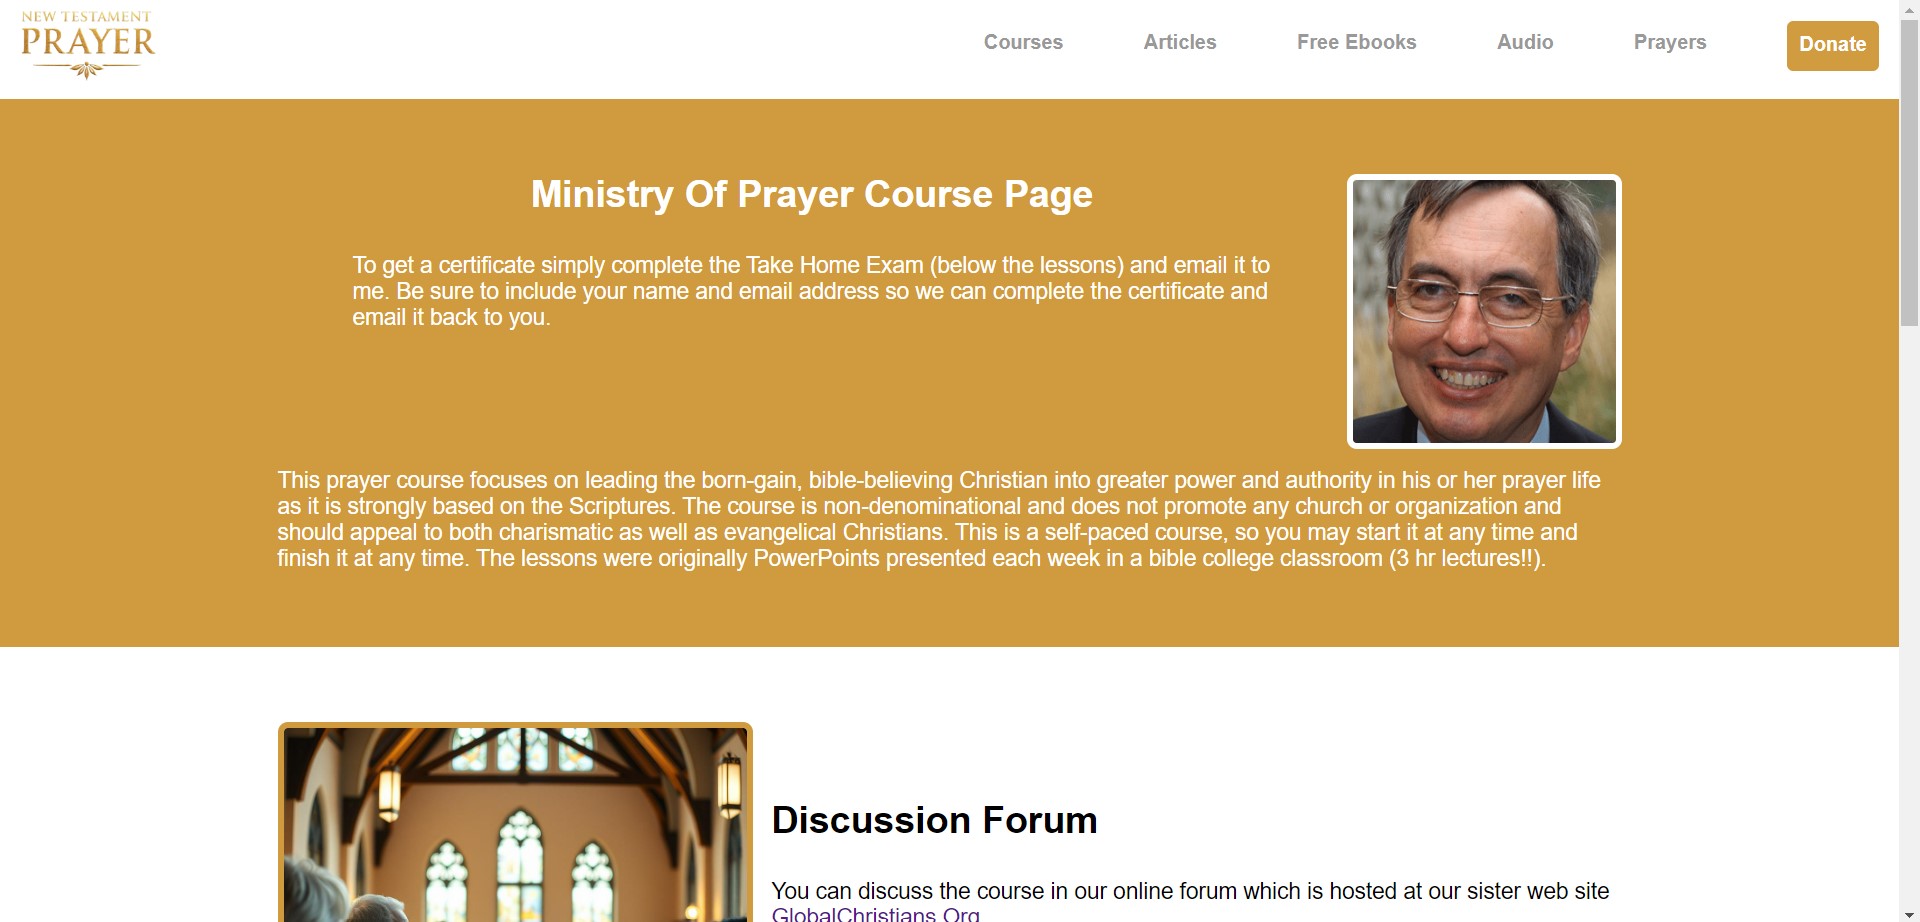 NEW TESTAMENT
PRAYER
Courses
Articles
Free Ebooks
Audio
Prayers
Donate
Ministry Of Prayer Course Page
To get a certificate simply complete the Take Home Exam (below the lessons) and email it to
me. Be sure to include your name and email address so we can complete the certificate and
email it back to you.
This prayer course focuses on leading the born-gain, bible-believing Christian into greater power and authority in his or her prayer life
as it is strongly based on the Scriptures. The course is non-denominational and does not promote any church or organization and
should appeal to both charismatic as well as evangelical Christians. This is a self-paced course, so you may start it at any time and
finish it at any time. The lessons were originally PowerPoints presented each week in a bible college classroom (3 hr lectures!!).
Discussion Forum
You can discuss the course in our online forum which is hosted at our sister web site
GlobalChristians.Org